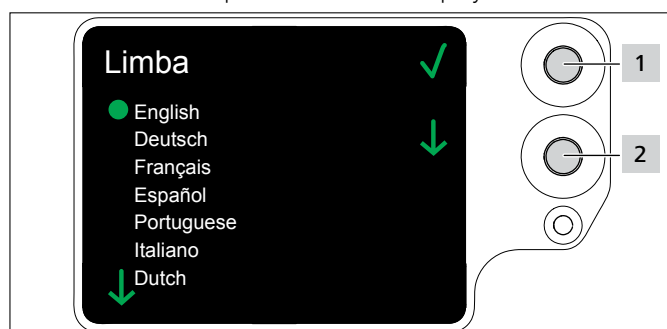 Limba
English
Deutsch
Français
Español
Portuguese
Italiano
Dutch
1
2